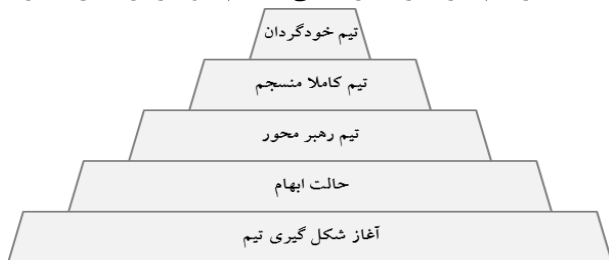 تیم خودگردان
تیم کاملا منسجم
تیم رهبر محور
حالت ابهام
آغاز شکل گیری تیم